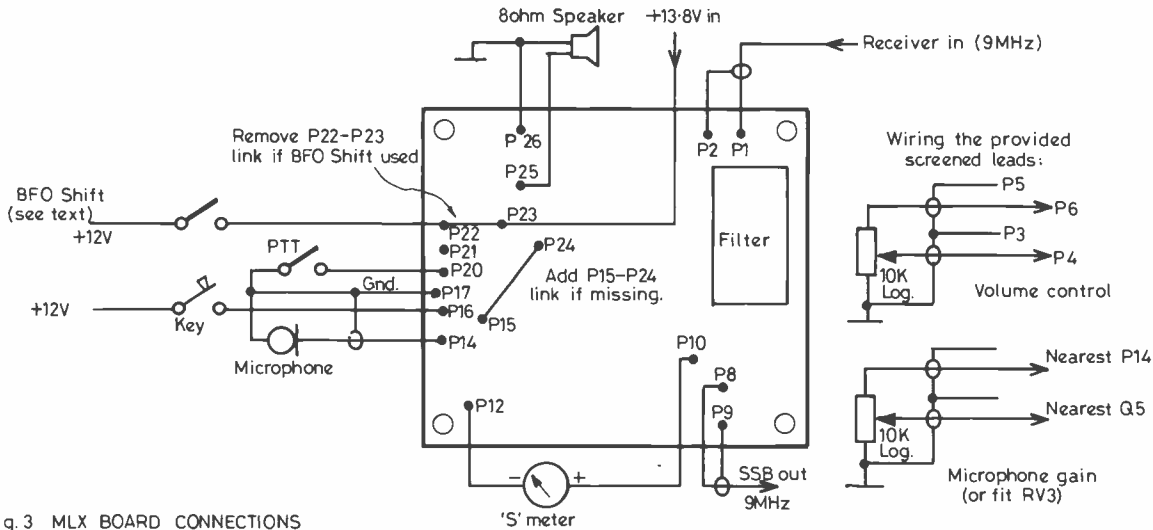 8ohm Speaker
+13·8V in
Receiver in (9MHz)
Remove P22-P23
link if BFO Shift used
P26
P25
P2
P1
Wiring the provided
screened leads:
P5
P6
P3
P4
10K
Log.
Volume control
BFO Shift
(see text)
+12V
P22
P23
P21
P24
Filter
PTT
P20
Gnd.
P17
Add P15-P24
link if missing.
+12V
Key
P16
P15
P14
Microphone
P10
P8
P9
P12
Nearest P14
Nearest Q5
10K
Log.
Microphone gain
(or fit RV3)
- +
'S' meter
SSB out
9MHz
g.3 MLX BOARD CONNECTIONS